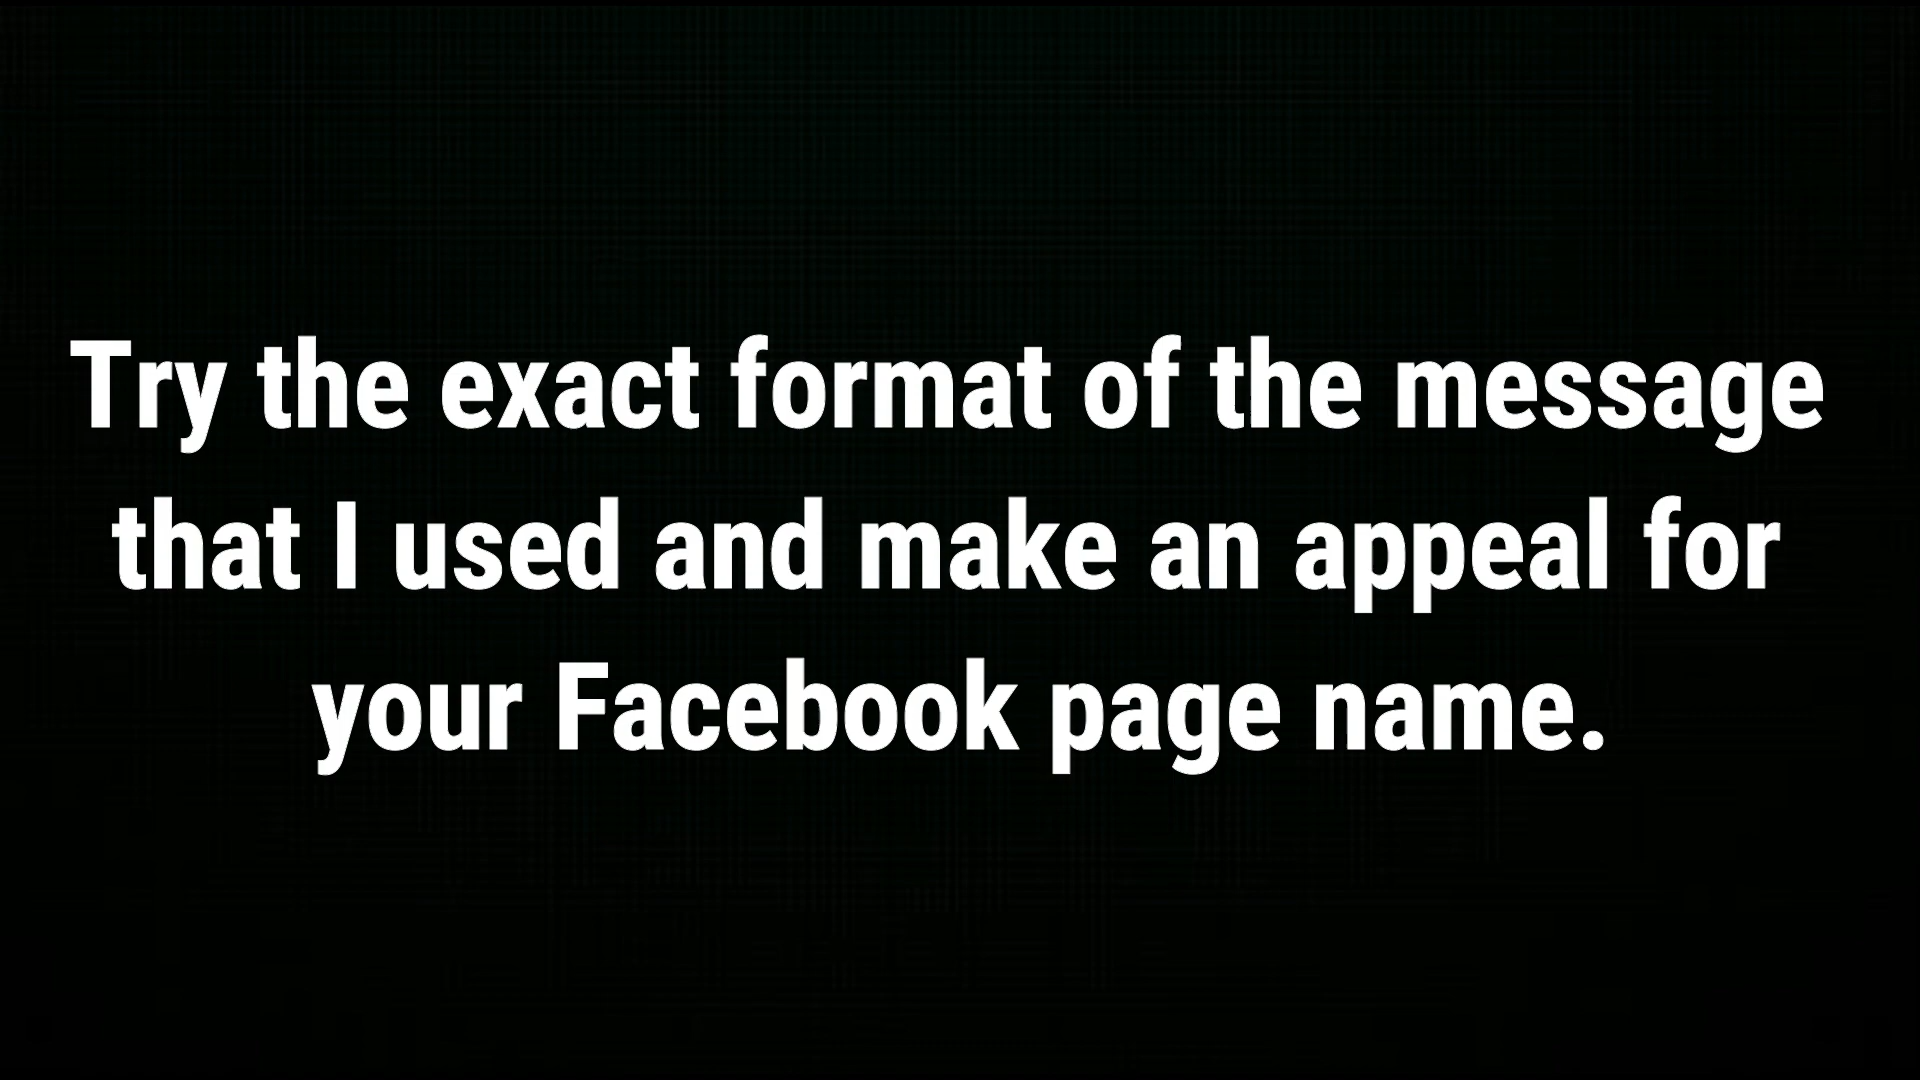 Try the exact format of the message
that I used and make an appeal for
your Facebook page name.